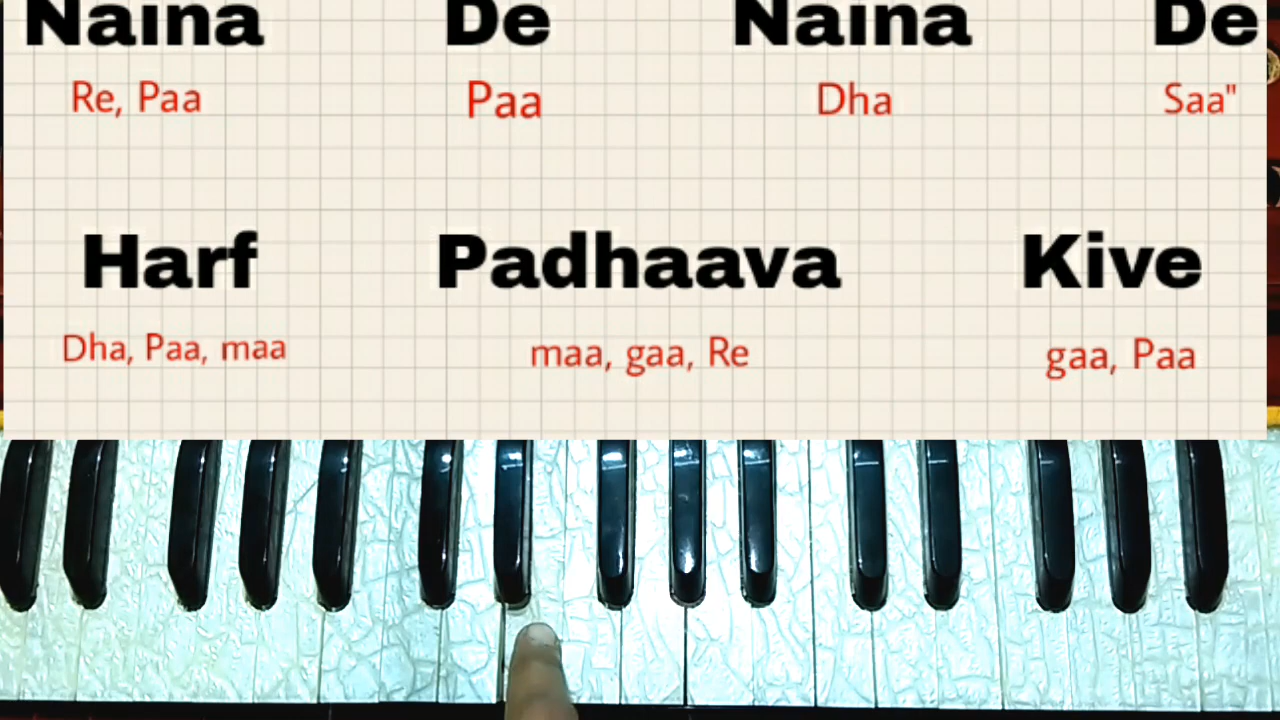 Naina De Naina De
Re, Paa Paa Dha Saa"
Harf Padhaava Kive
Dha, Paa, maa maa, gaa, Re gaa, Paa